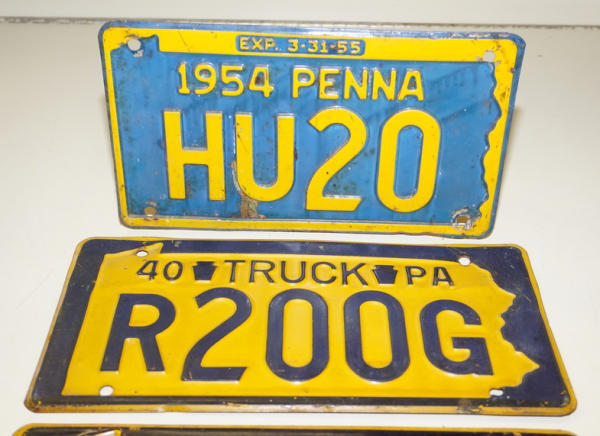 EXP. 3-31-55
1954 PENNA
HU20
40 TRUCK PA
R200G